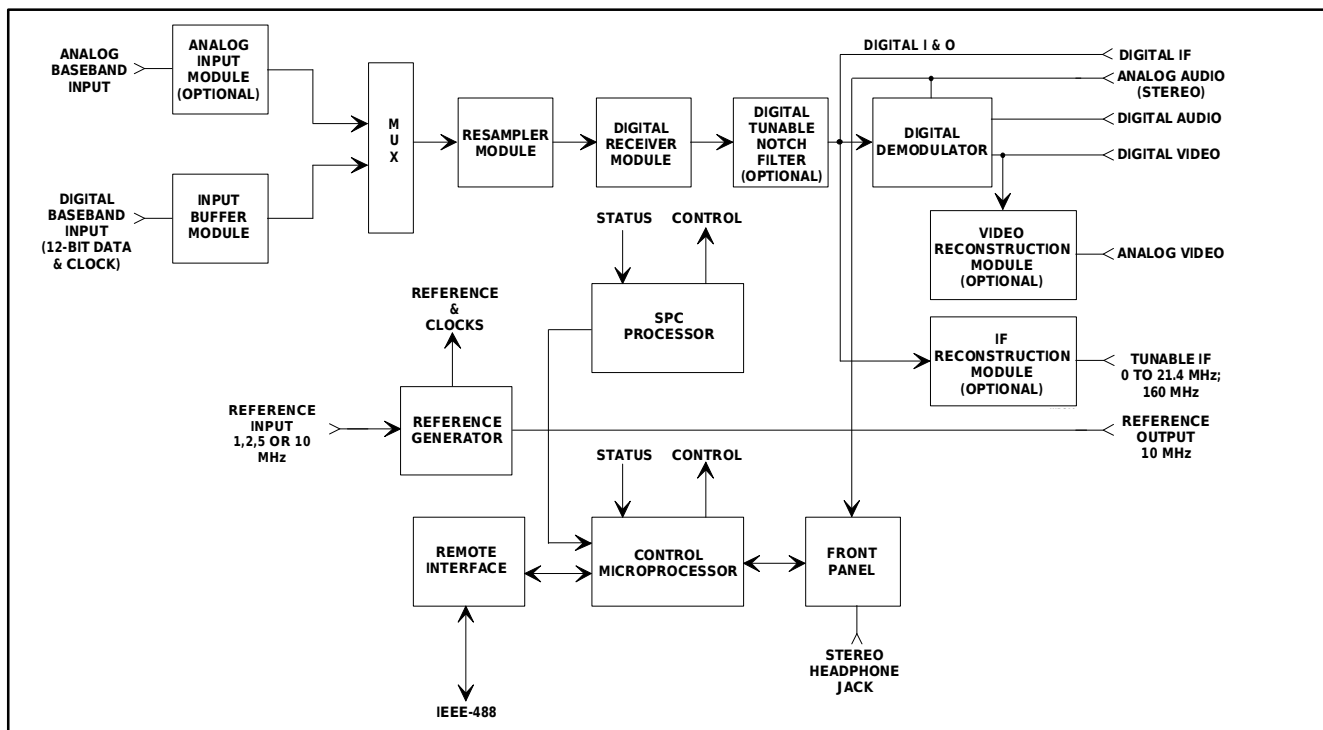 ANALOG
BASEBAND
INPUT
ANALOG
INPUT
MODULE
(OPTIONAL)
DIGITAL
BASEBAND
INPUT
(12-BIT DATA
& CLOCK)
INPUT
BUFFER
MODULE
M
U
X
RESAMPLER
MODULE
DIGITAL
RECEIVER
MODULE
DIGITAL
TUNABLE
NOTCH
FILTER
(OPTIONAL)
DIGITAL I & O
DIGITAL
DEMODULATOR
DIGITAL IF
ANALOG AUDIO
(STEREO)
DIGITAL AUDIO
DIGITAL VIDEO
VIDEO
RECONSTRUCTION
MODULE
(OPTIONAL)
ANALOG VIDEO
STATUS
CONTROL
SPC
PROCESSOR
IF
RECONSTRUCTION
MODULE
(OPTIONAL)
TUNABLE IF
0 TO 21.4 MHz;
160 MHz
REFERENCE
&
CLOCKS
REFERENCE
INPUT
1,2,5 OR 10
MHz
REFERENCE
GENERATOR
REFERENCE
OUTPUT
10 MHz
STATUS
CONTROL
REMOTE
INTERFACE
CONTROL
MICROPROCESSOR
FRONT
PANEL
STEREO
HEADPHONE
JACK
IEEE-488